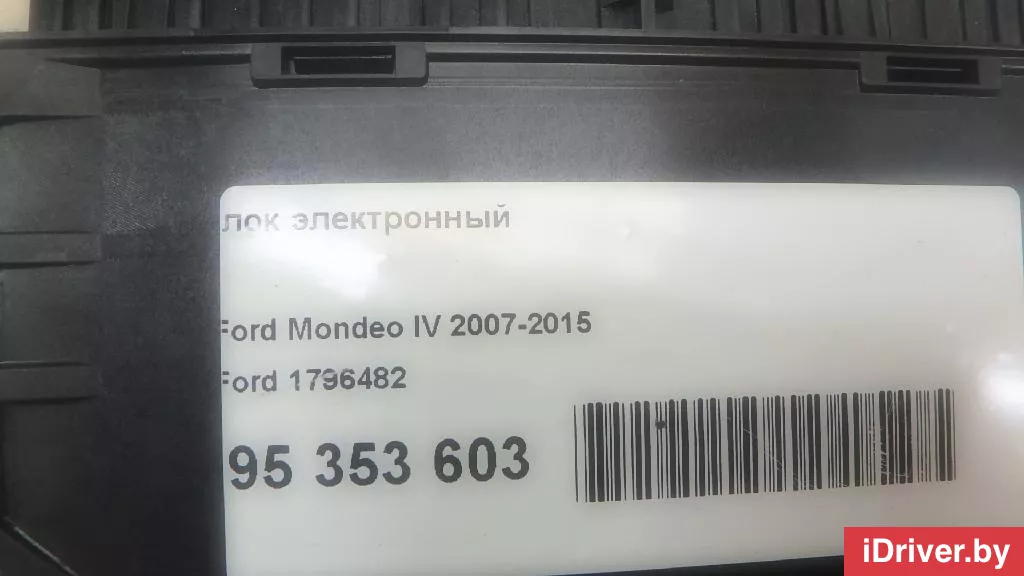 лок электронный
Ford Mondeo IV 2007-2015
Ford 1796482
95 353 603
iDriver.by